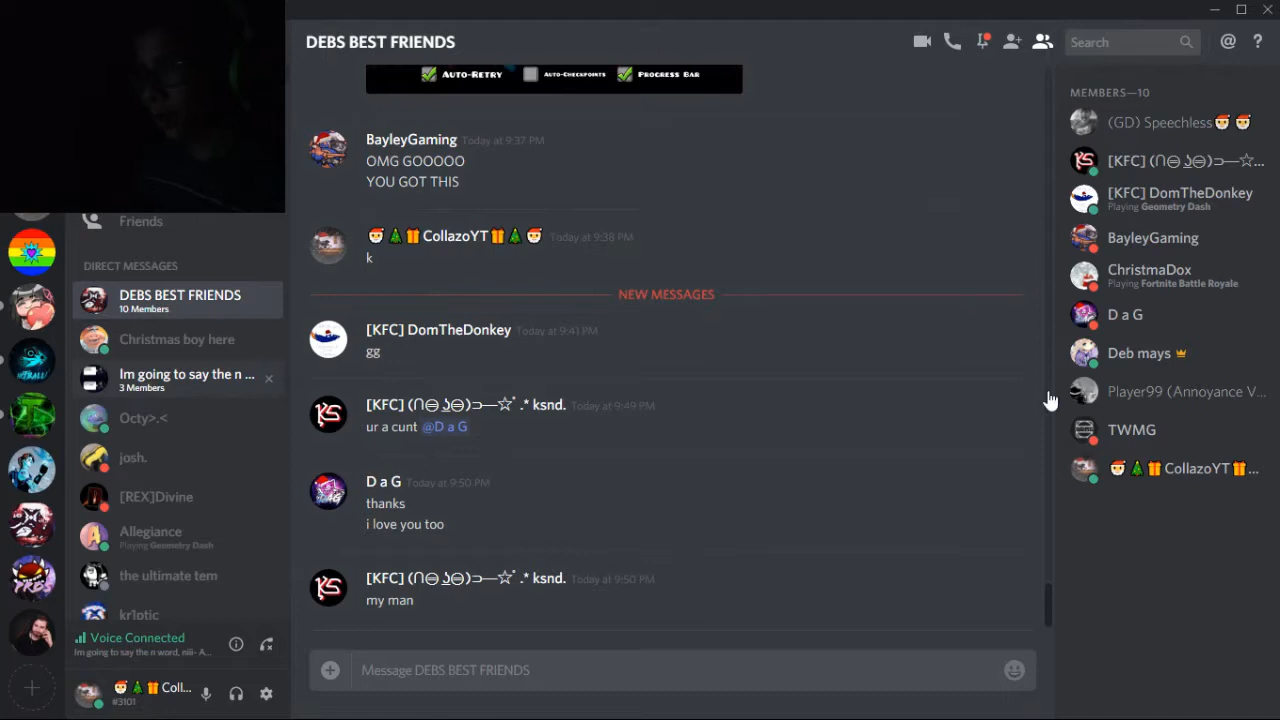 DEBS BEST FRIENDS
Search
AUTO-RETRY AUTO-CHECKPOINTS PROGRESS BAR
BayleyGaming Today at 9:37 PM
OMG GOOOOO
YOU GOT THIS
🎅🎄🎁CollazoYT🎁🎄🎅 Today at 9:38 PM
k
NEW MESSAGES
[KFC] DomTheDonkey Today at 9:41 PM
gg
[KFC] (∩⊖ ͜ʖ⊖)⊃━☆ﾟ.* ksnd. Today at 9:49 PM
ur a cunt @D a G
D a G Today at 9:50 PM
thanks
i love you too
[KFC] (∩⊖ ͜ʖ⊖)⊃━☆ﾟ.* ksnd. Today at 9:50 PM
my man
Message DEBS BEST FRIENDS
Friends
DIRECT MESSAGES
DEBS BEST FRIENDS
10 Members
Christmas boy here
Im going to say the n ...
3 Members
Octy>.<
josh.
[REX]Divine
Allegiance
Playing Geometry Dash
the ultimate tem
kr1ptic
Voice Connected
Im going to say the n word, niii- A...
🎅🎄🎁 Coll...
#3101
MEMBERS—10
(GD) Speechless🎅🎅
[KFC] (∩⊖ ͜ʖ⊖)⊃━☆...
[KFC] DomTheDonkey
Playing Geometry Dash
BayleyGaming
ChristmaDox
Playing Fortnite Battle Royale
D a G
Deb mays
Player99 (Annoyance V...
TWMG
🎅🎄🎁CollazoYT🎁...